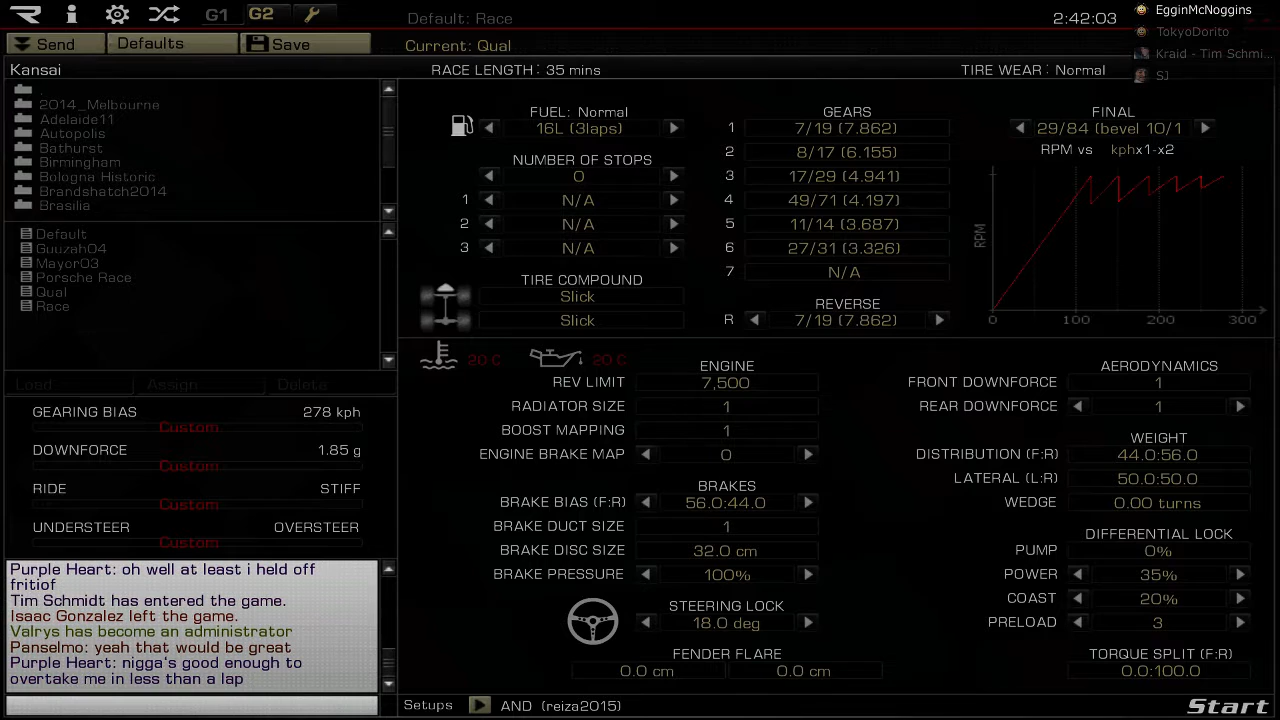 G1 G2 Default: Race 2:42:03 EgginMcNoggins
TokyoDorito
Send Defaults Save Current: Qual Kraid - Tim Schmi...
SJ
Kansai RACE LENGTH: 35 mins TIRE WEAR: Normal
.
2014_Melbourne
Adelaide11
Autopolis
Bathurst
Birmingham
Bologna Historic
Brandshatch2014
Brasilia
Default
Guuzah04
Mayor03
Porsche Race
Qual
Race
Load Assign Delete
GEARING BIAS 278 kph
Custom
DOWNFORCE 1.85 g
Custom
RIDE STIFF
Custom
UNDERSTEER OVERSTEER
Custom
Purple Heart: oh well at least i held off
fritiof
Tim Schmidt has entered the game.
Isaac Gonzalez left the game.
Valrys has become an administrator
Panselmo: yeah that would be great
Purple Heart: nigga's good enough to
overtake me in less than a lap
FUEL: Normal
16L (3laps)
NUMBER OF STOPS
0
1 N/A
2 N/A
3 N/A
TIRE COMPOUND
Slick
Slick
GEARS
1 7/19 (7.862)
2 8/17 (6.155)
3 17/29 (4.941)
4 49/71 (4.197)
5 11/14 (3.687)
6 27/31 (3.326)
7 N/A
REVERSE
R 7/19 (7.862)
FINAL
29/84 (bevel 10/1
RPM vs kphx1-x2
RPM
0 100 200 300
20 C 20 C
ENGINE
REV LIMIT 7,500
RADIATOR SIZE 1
BOOST MAPPING 1
ENGINE BRAKE MAP 0
BRAKES
BRAKE BIAS (F:R) 56.0:44.0
BRAKE DUCT SIZE 1
BRAKE DISC SIZE 32.0 cm
BRAKE PRESSURE 100%
STEERING LOCK
18.0 deg
FENDER FLARE
0.0 cm 0.0 cm
AERODYNAMICS
FRONT DOWNFORCE 1
REAR DOWNFORCE 1
WEIGHT
DISTRIBUTION (F:R) 44.0:56.0
LATERAL (L:R) 50.0:50.0
WEDGE 0.00 turns
DIFFERENTIAL LOCK
PUMP 0%
POWER 35%
COAST 20%
PRELOAD 3
TORQUE SPLIT (F:R)
0.0:100.0
Setups AND (reiza2015) Start